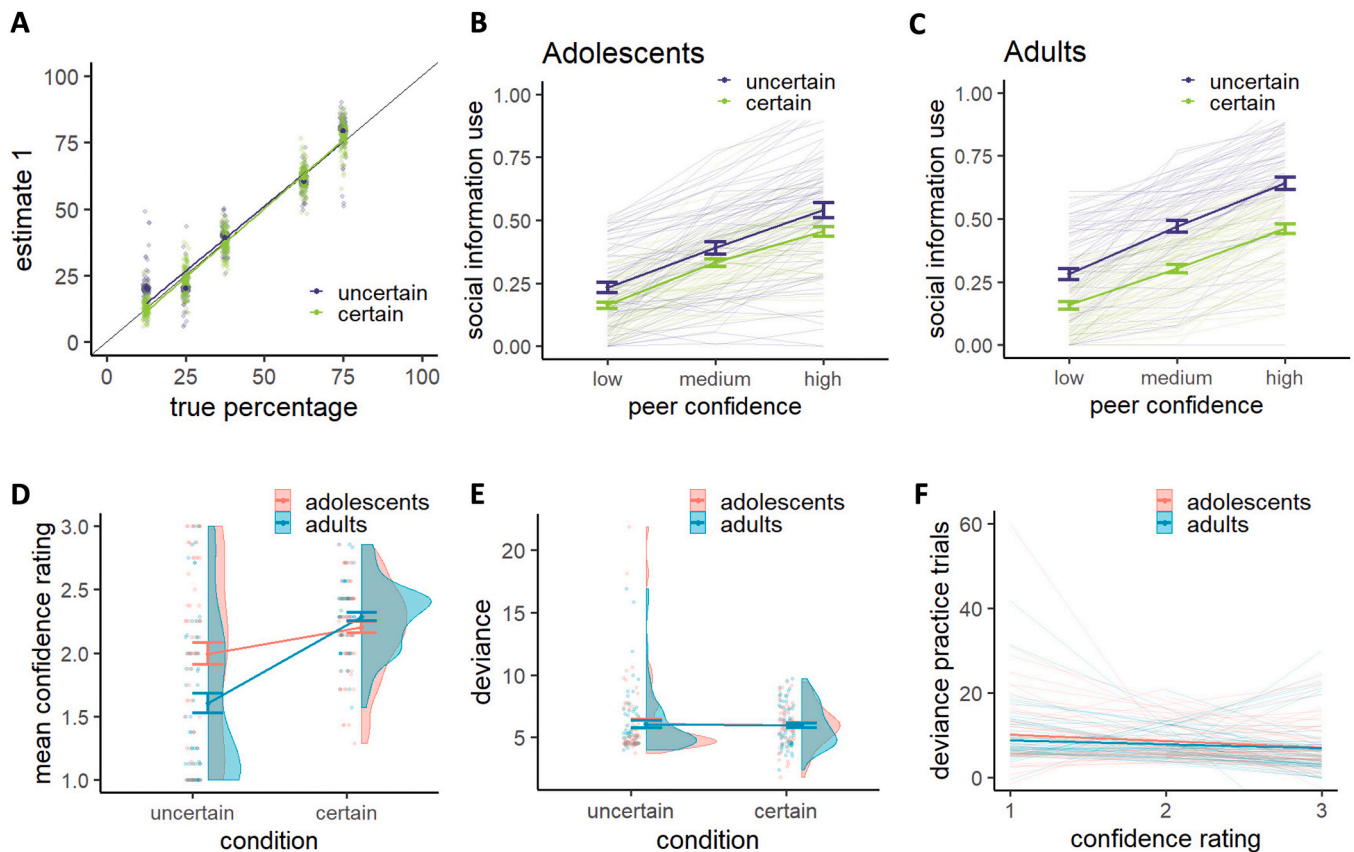 A
estimate 1
100
75
50
25
0
uncertain
certain
0 25 50 75 100
true percentage
B
Adolescents
uncertain
certain
social information use
1.00
0.75
0.50
0.25
0.00
low medium high
peer confidence
C
Adults
uncertain
certain
social information use
1.00
0.75
0.50
0.25
0.00
low medium high
peer confidence
D
adolescents
adults
mean confidence rating
3.0
2.5
2.0
1.5
1.0
uncertain certain
condition
E
adolescents
adults
deviance
20
15
10
5
uncertain certain
condition
F
adolescents
adults
deviance practice trials
60
40
20
0
1 2 3
confidence rating